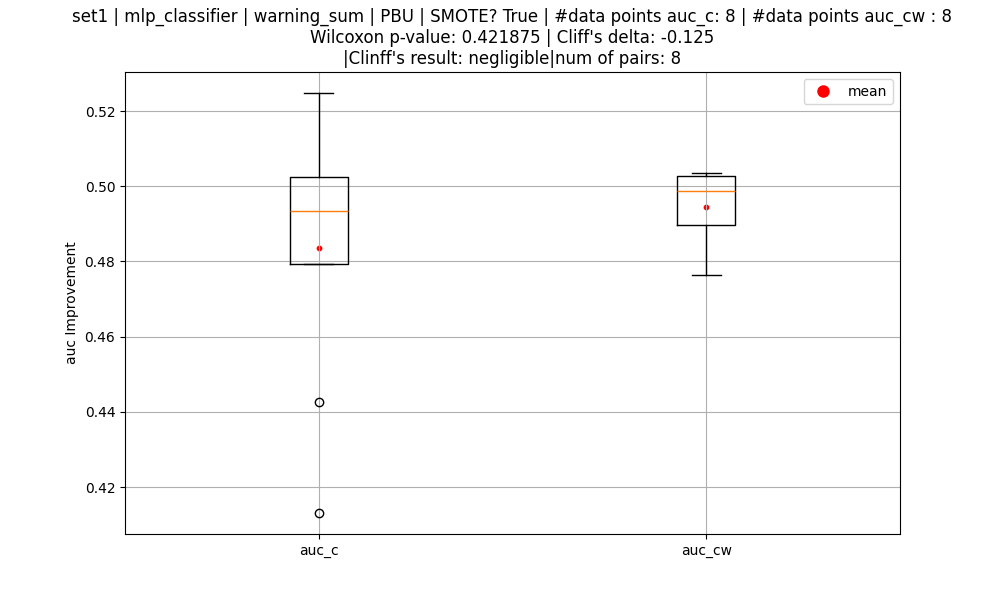 set1 | mlp_classifier | warning_sum | PBU | SMOTE? True | #data points auc_c: 8 | #data points auc_cw : 8
Wilcoxon p-value: 0.421875 | Cliff's delta: -0.125
|Clinff's result: negligible|num of pairs: 8
mean
0.52
0.50
0.48
0.46
0.44
0.42
auc Improvement
auc_c
auc_cw